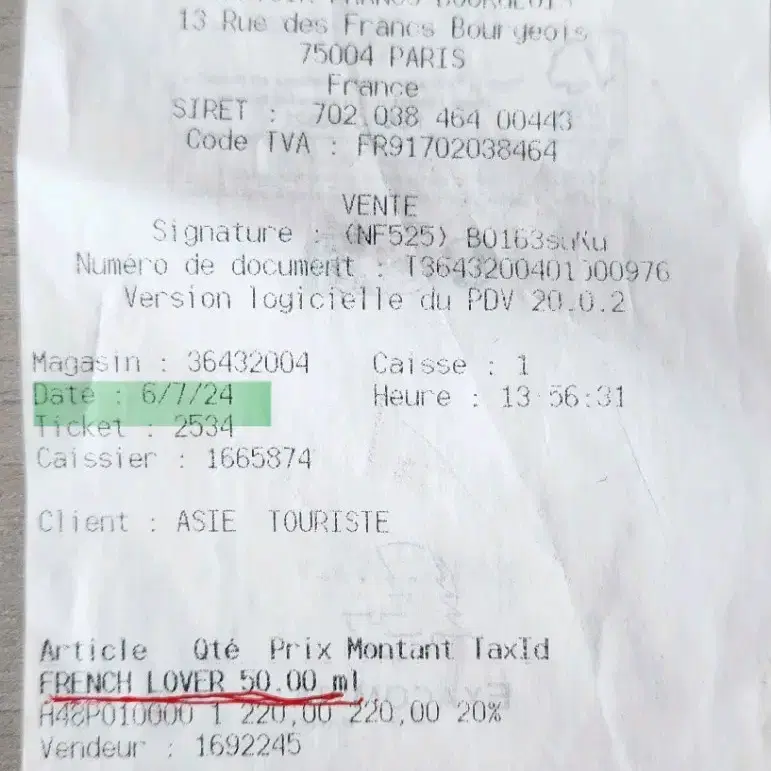 13 Rue des Francs Bourgeois
75004 PARIS
France
SIRET : 702 038 464 00443
Code TVA : FR91702038464
VENTE
Signature : (NF525)
Numéro de document :
Version logicielle du PDV 20.0.2
Magasin : 36432004 Caisse : 1
Date : 6/7/24 Heure : 13 56:31
Ticket : 2534
Caissier : 1665874
Client : ASIE TOURISTE
Article Qté Prix Montant TaxId
FRENCH LOVER 50.00 ml
A48P010000 1 220,00 220,00 20%
Vendeur : 1692245